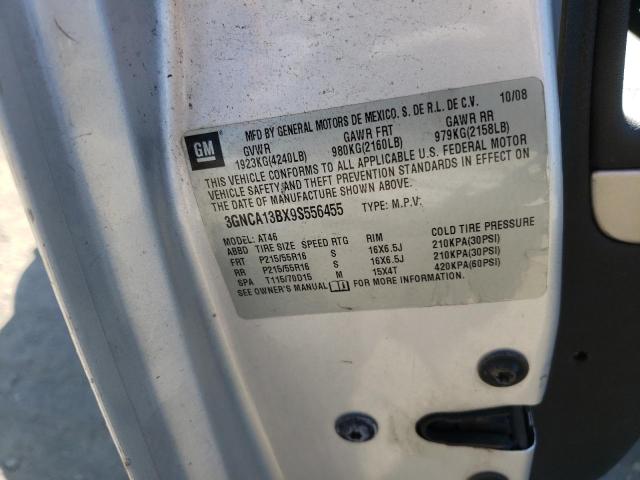 GM
MFD BY GENERAL MOTORS DE MEXICO, S. DE R.L. DE C.V. 10/08
GVWR GAWR FRT GAWR RR
1923KG(4240LB) 980KG(2160LB) 979KG(2158LB)
THIS VEHICLE CONFORMS TO ALL APPLICABLE U.S. FEDERAL MOTOR
VEHICLE SAFETY, AND THEFT PREVENTION STANDARDS IN EFFECT ON
THE DATE OF MANUFACTURE SHOWN ABOVE.
3GNCA13BX9S556455 TYPE: M.P.V.
MODEL: AT46
ABBD TIRE SIZE SPEED RTG RIM COLD TIRE PRESSURE
FRT P215/55R16 S 16X6.5J 210KPA(30PSI)
RR P215/55R16 S 16X6.5J 210KPA(30PSI)
SPA T115/70D15 M 15X4T 420KPA(60PSI)
SEE OWNER'S MANUAL FOR MORE INFORMATION.